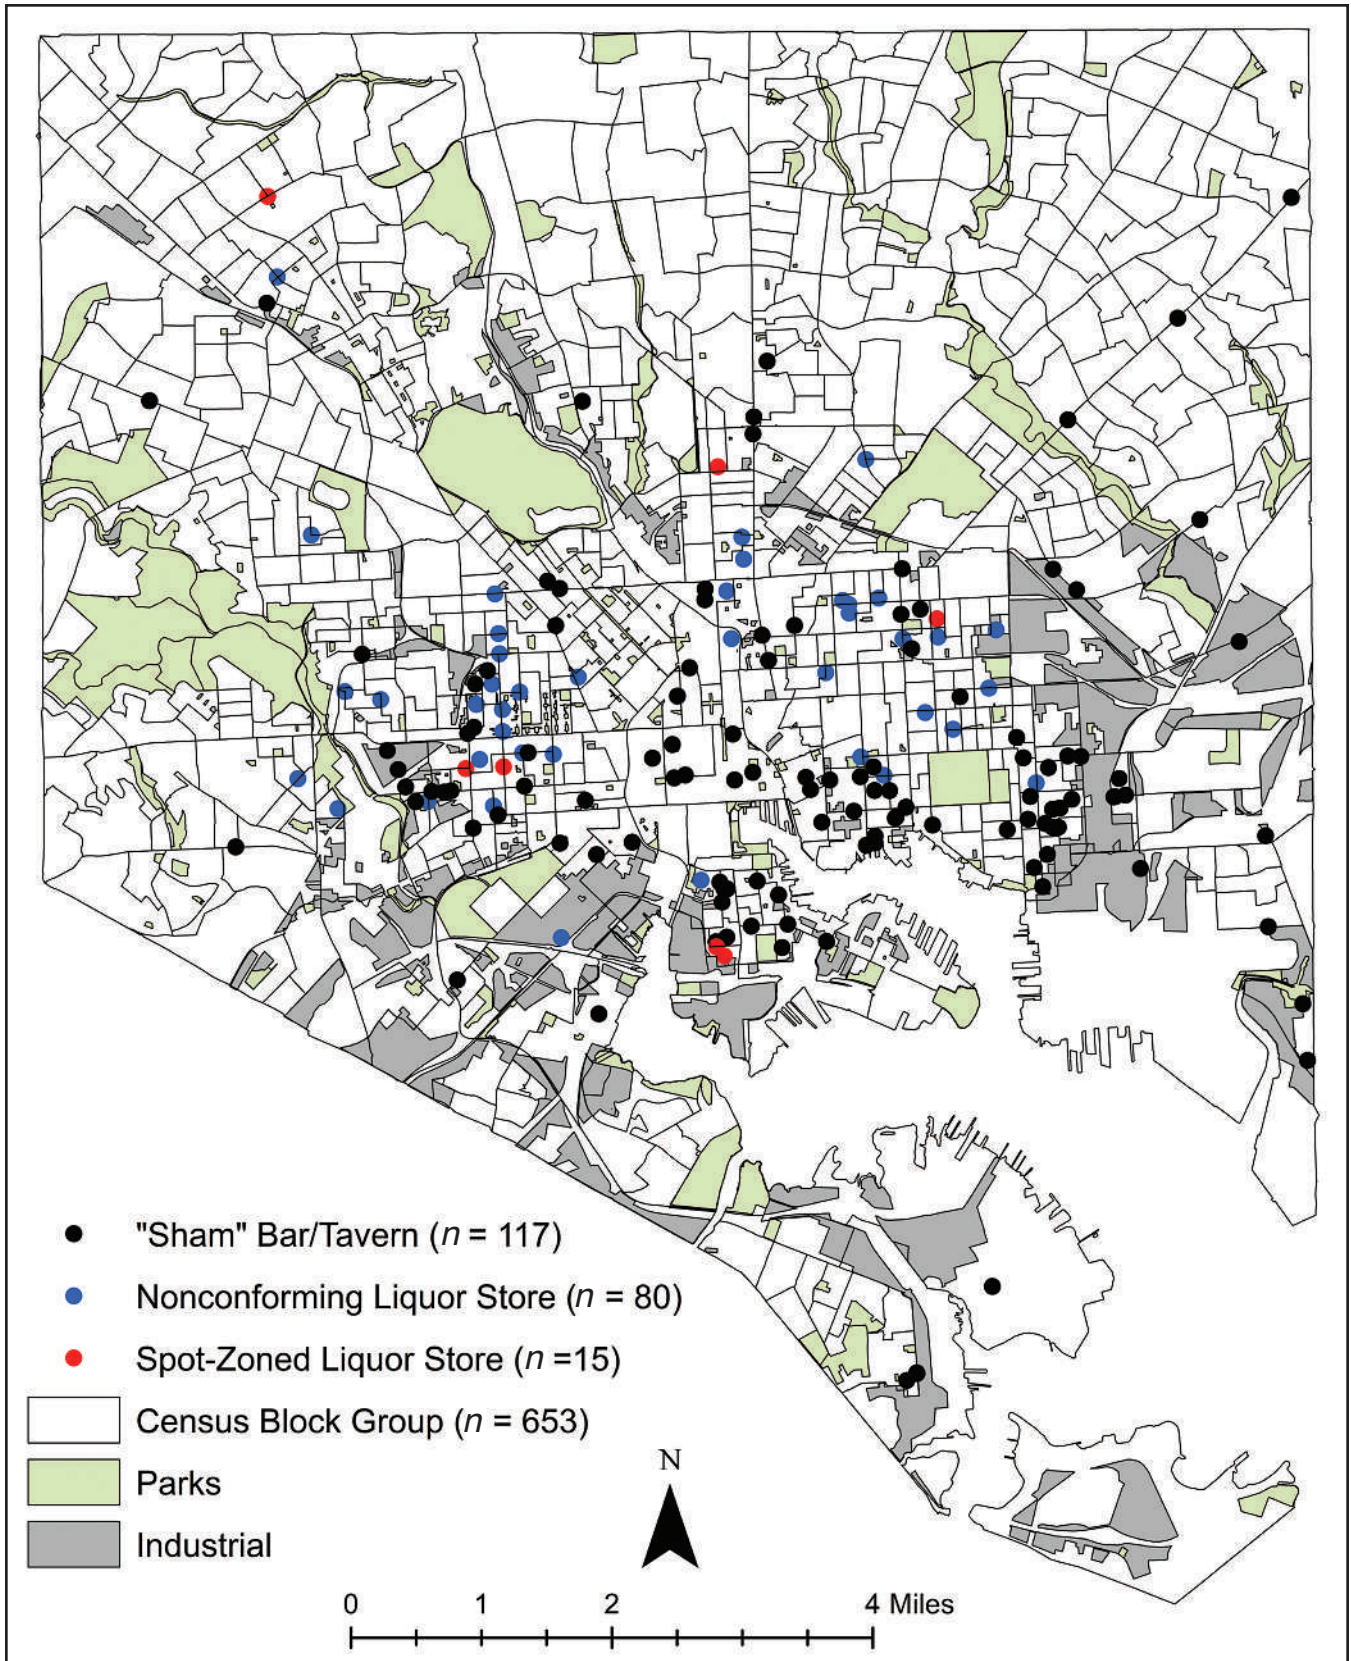 "Sham" Bar/Tavern (n = 117)
Nonconforming Liquor Store (n = 80)
Spot-Zoned Liquor Store (n =15)
Census Block Group (n = 653)
Parks
Industrial
N
0 1 2 4 Miles